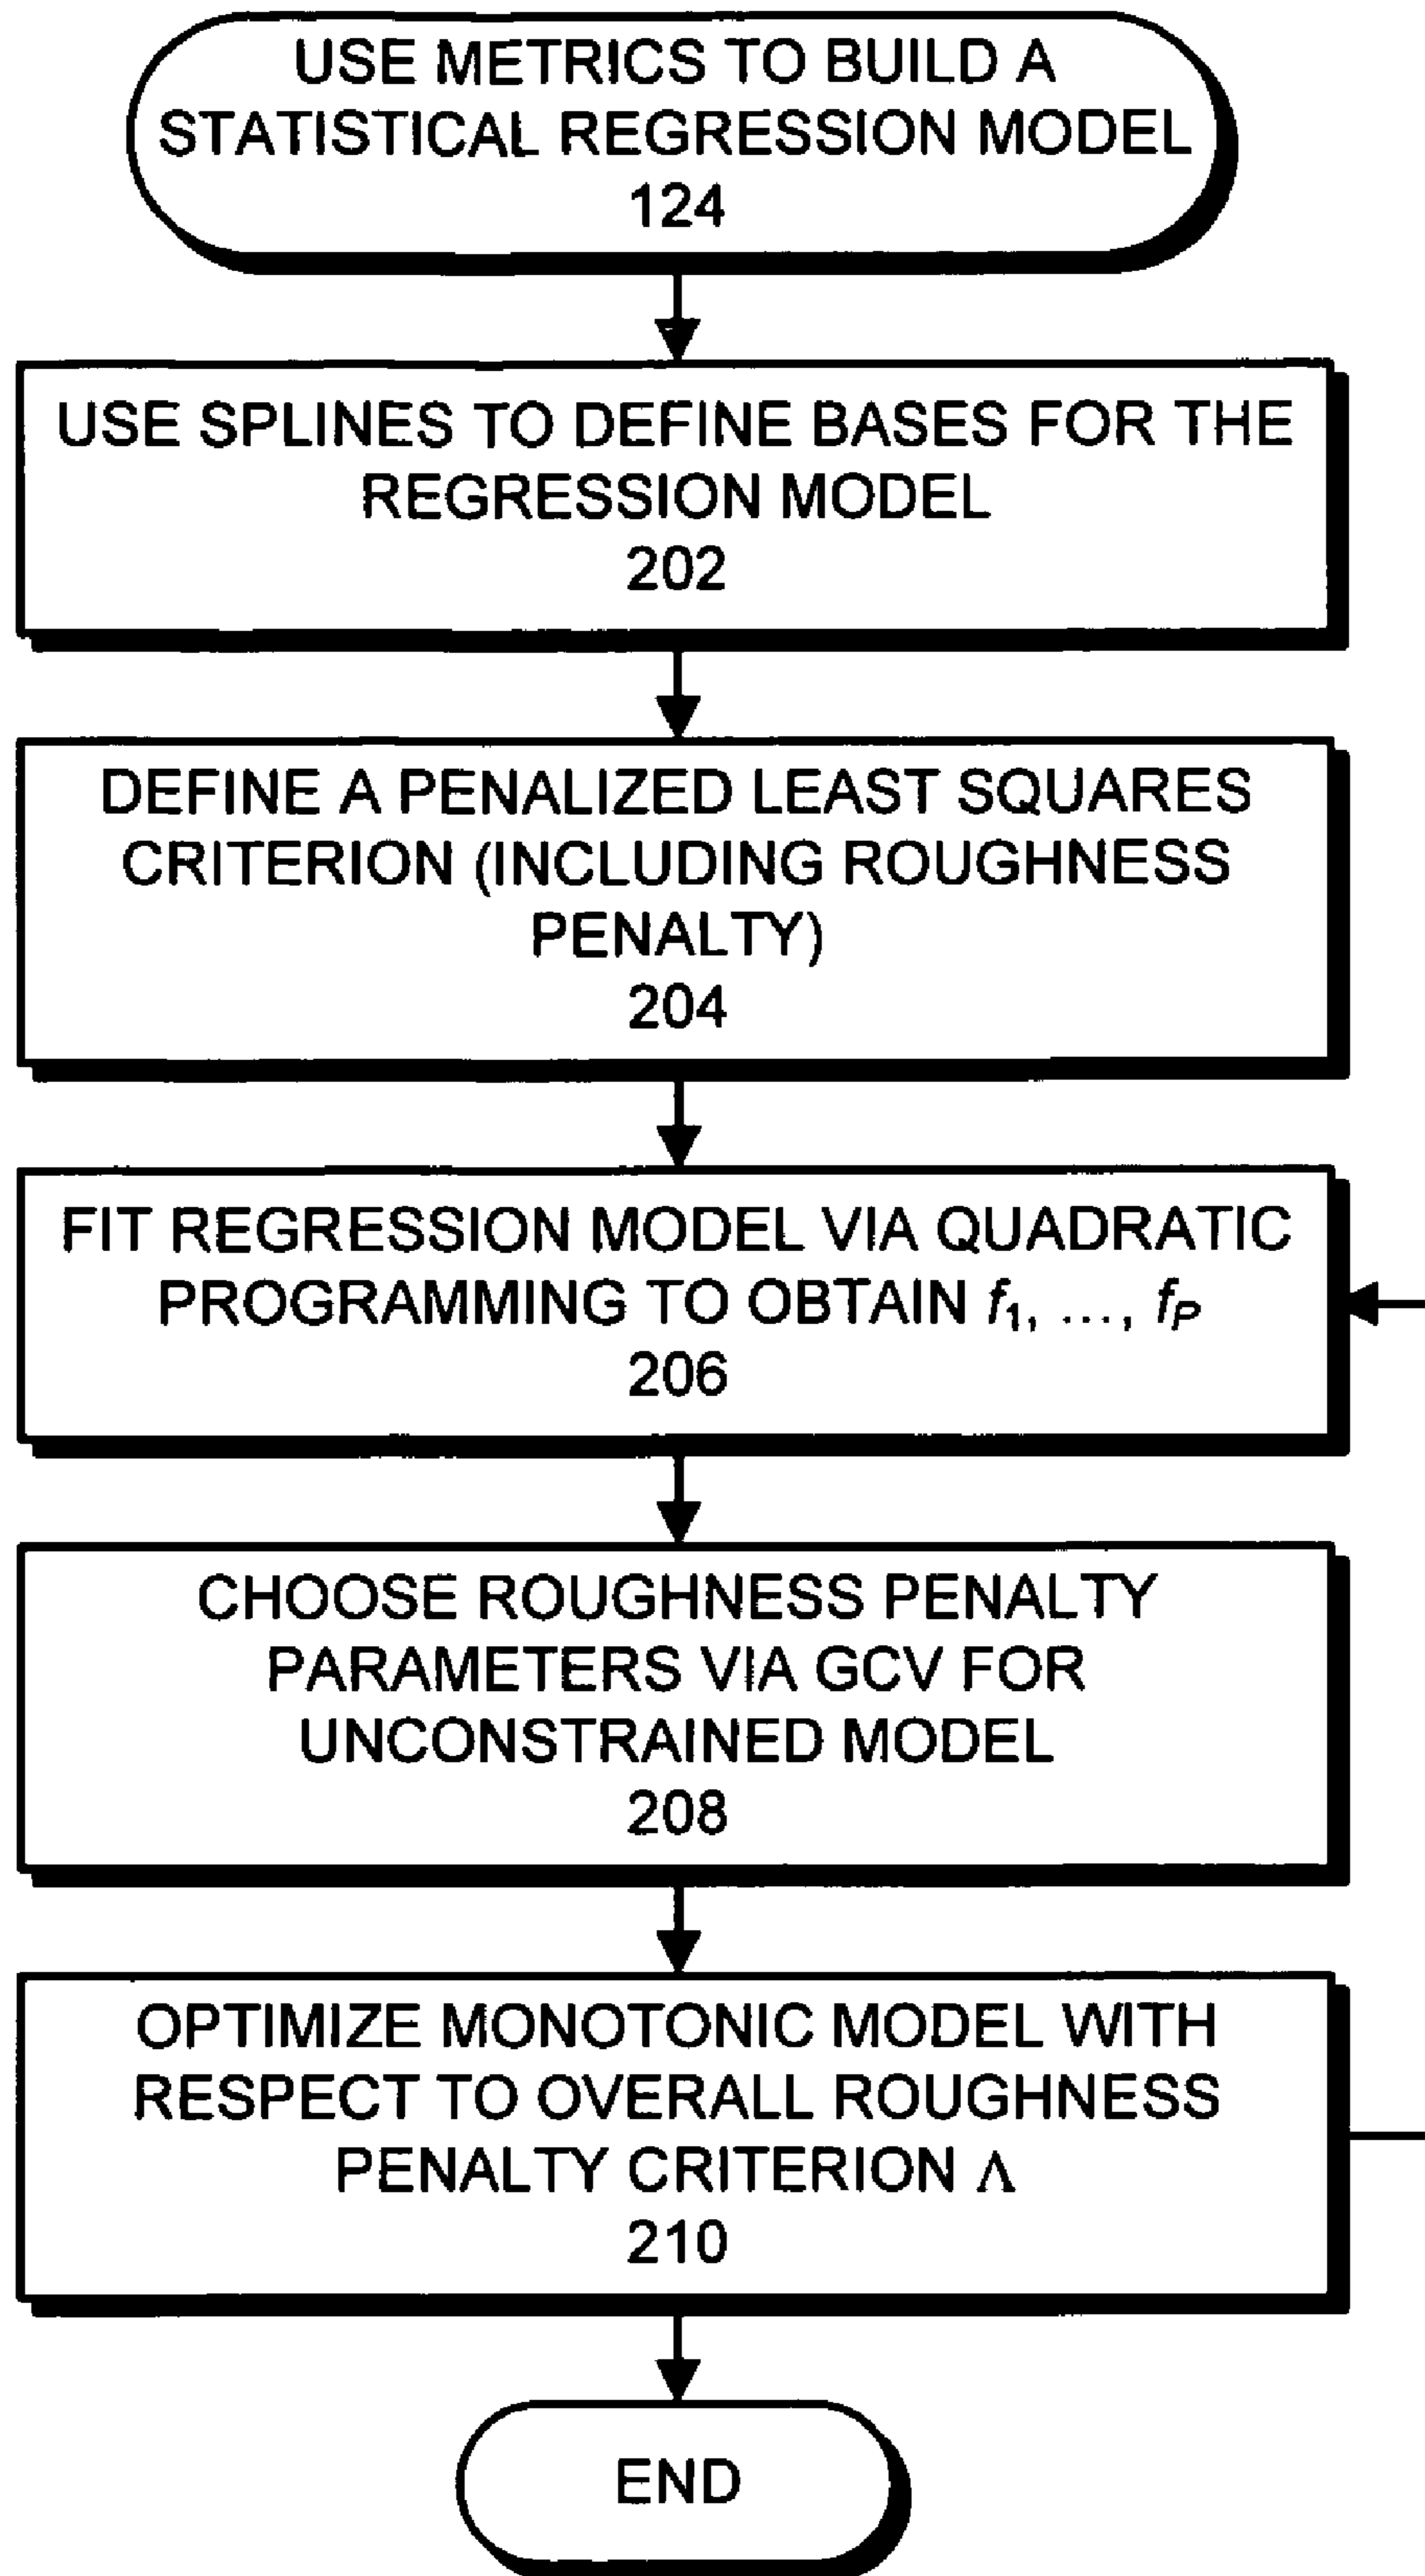 USE METRICS TO BUILD A
STATISTICAL REGRESSION MODEL
124
USE SPLINES TO DEFINE BASES FOR THE
REGRESSION MODEL
202
DEFINE A PENALIZED LEAST SQUARES
CRITERION (INCLUDING ROUGHNESS
PENALTY)
204
FIT REGRESSION MODEL VIA QUADRATIC
PROGRAMMING TO OBTAIN f1, ..., fP
206
CHOOSE ROUGHNESS PENALTY
PARAMETERS VIA GCV FOR
UNCONSTRAINED MODEL
208
OPTIMIZE MONOTONIC MODEL WITH
RESPECT TO OVERALL ROUGHNESS
PENALTY CRITERION Λ
210
END